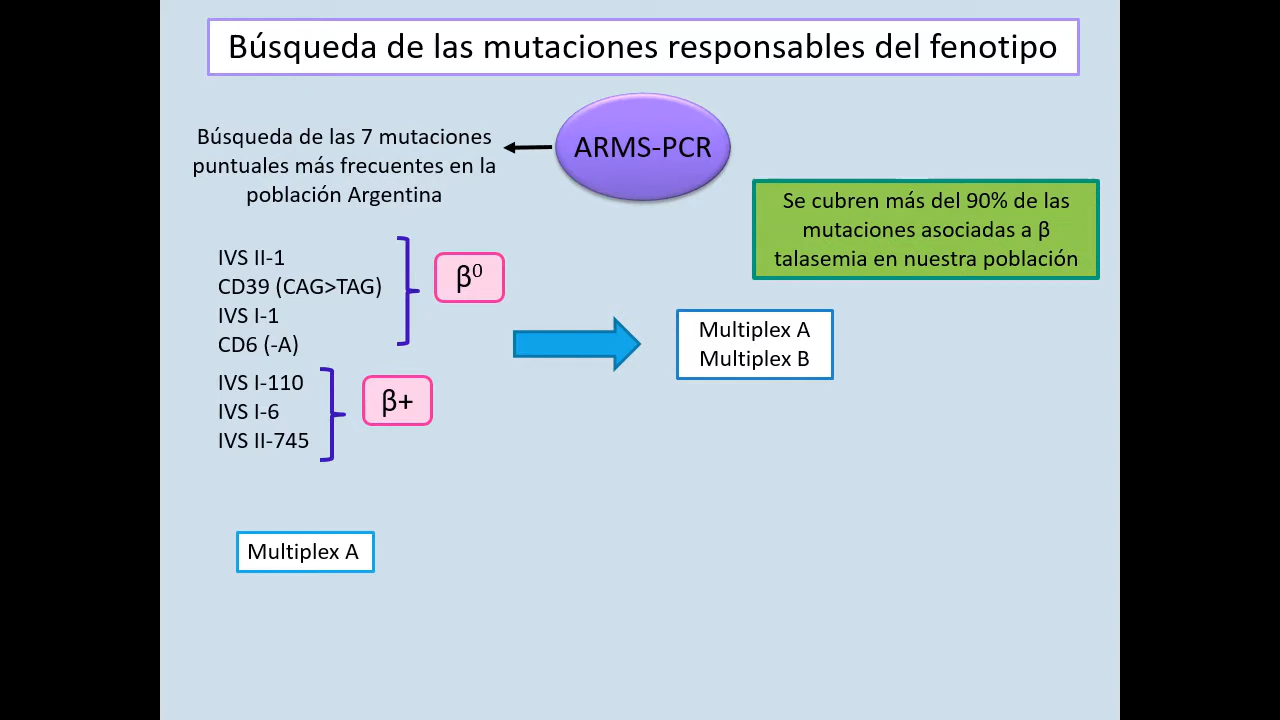 Búsqueda de las mutaciones responsables del fenotipo
ARMS-PCR
Búsqueda de las 7 mutaciones
puntuales más frecuentes en la
población Argentina
Se cubren más del 90% de las
mutaciones asociadas a β
talasemia en nuestra población
IVS II-1
CD39 (CAG>TAG)
IVS I-1
CD6 (-A)
β⁰
IVS I-110
IVS I-6
IVS II-745
β+
Multiplex A
Multiplex B
Multiplex A